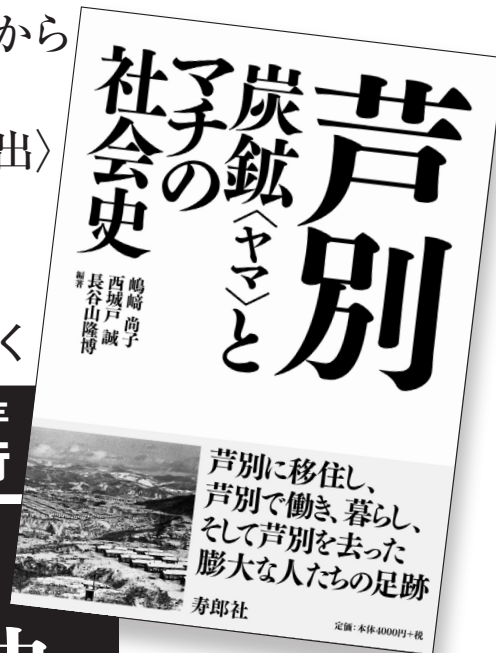 から
出〉
く
芦別
炭鉱〈ヤマ〉と
マチの
社会史
嶋﨑 尚子
西城戸 誠
長谷山隆博
編著
芦別に移住し、
芦別で働き、暮らし、
そして芦別を去った
膨大な人たちの足跡
寿郎社
定価:本体4000円+税